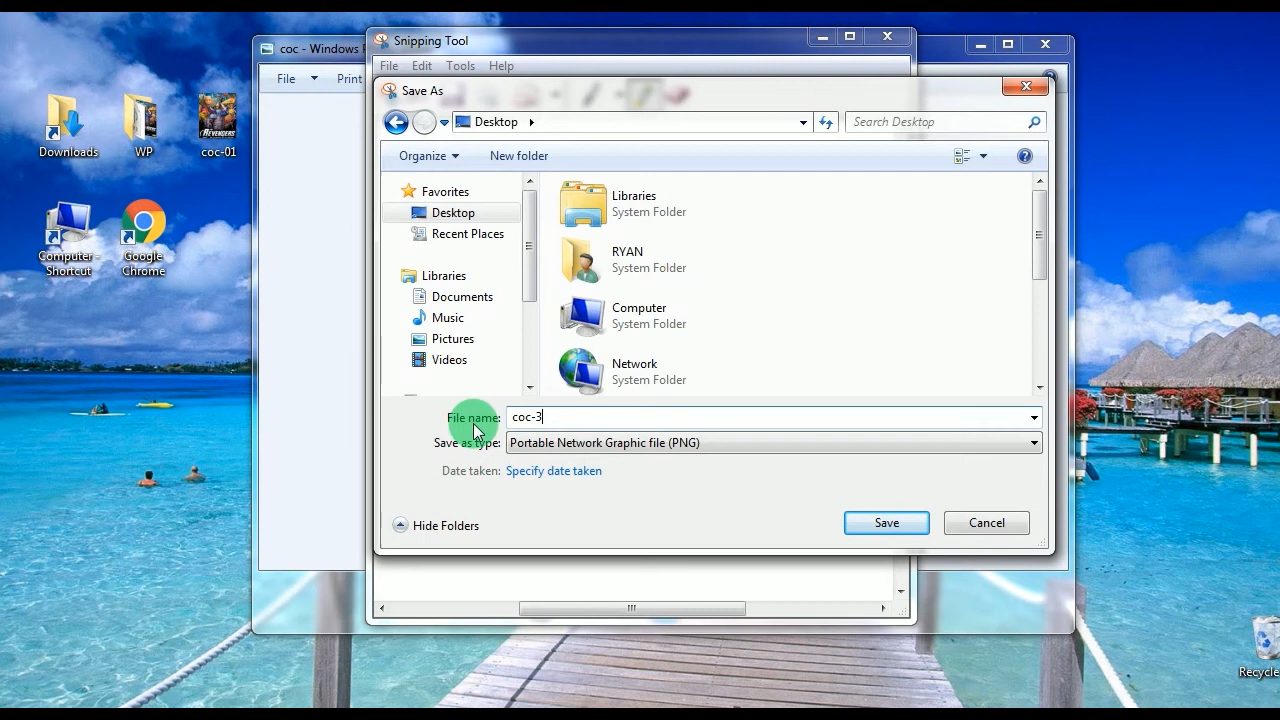 coc - Windows
Snipping Tool
File
Print
File
Edit
Tools
Help
Save As
Desktop
Search Desktop
Organize
New folder
Favorites
Desktop
Recent Places
Libraries
Documents
Music
Pictures
Videos
Libraries
System Folder
RYAN
System Folder
Computer
System Folder
Network
System Folder
File name:
coc-3
Save as type:
Portable Network Graphic file (PNG)
Date taken:
Specify date taken
Hide Folders
Save
Cancel
Downloads
WP
REVENGERS
coc-01
Computer -
Shortcut
Google
Chrome
Recycle